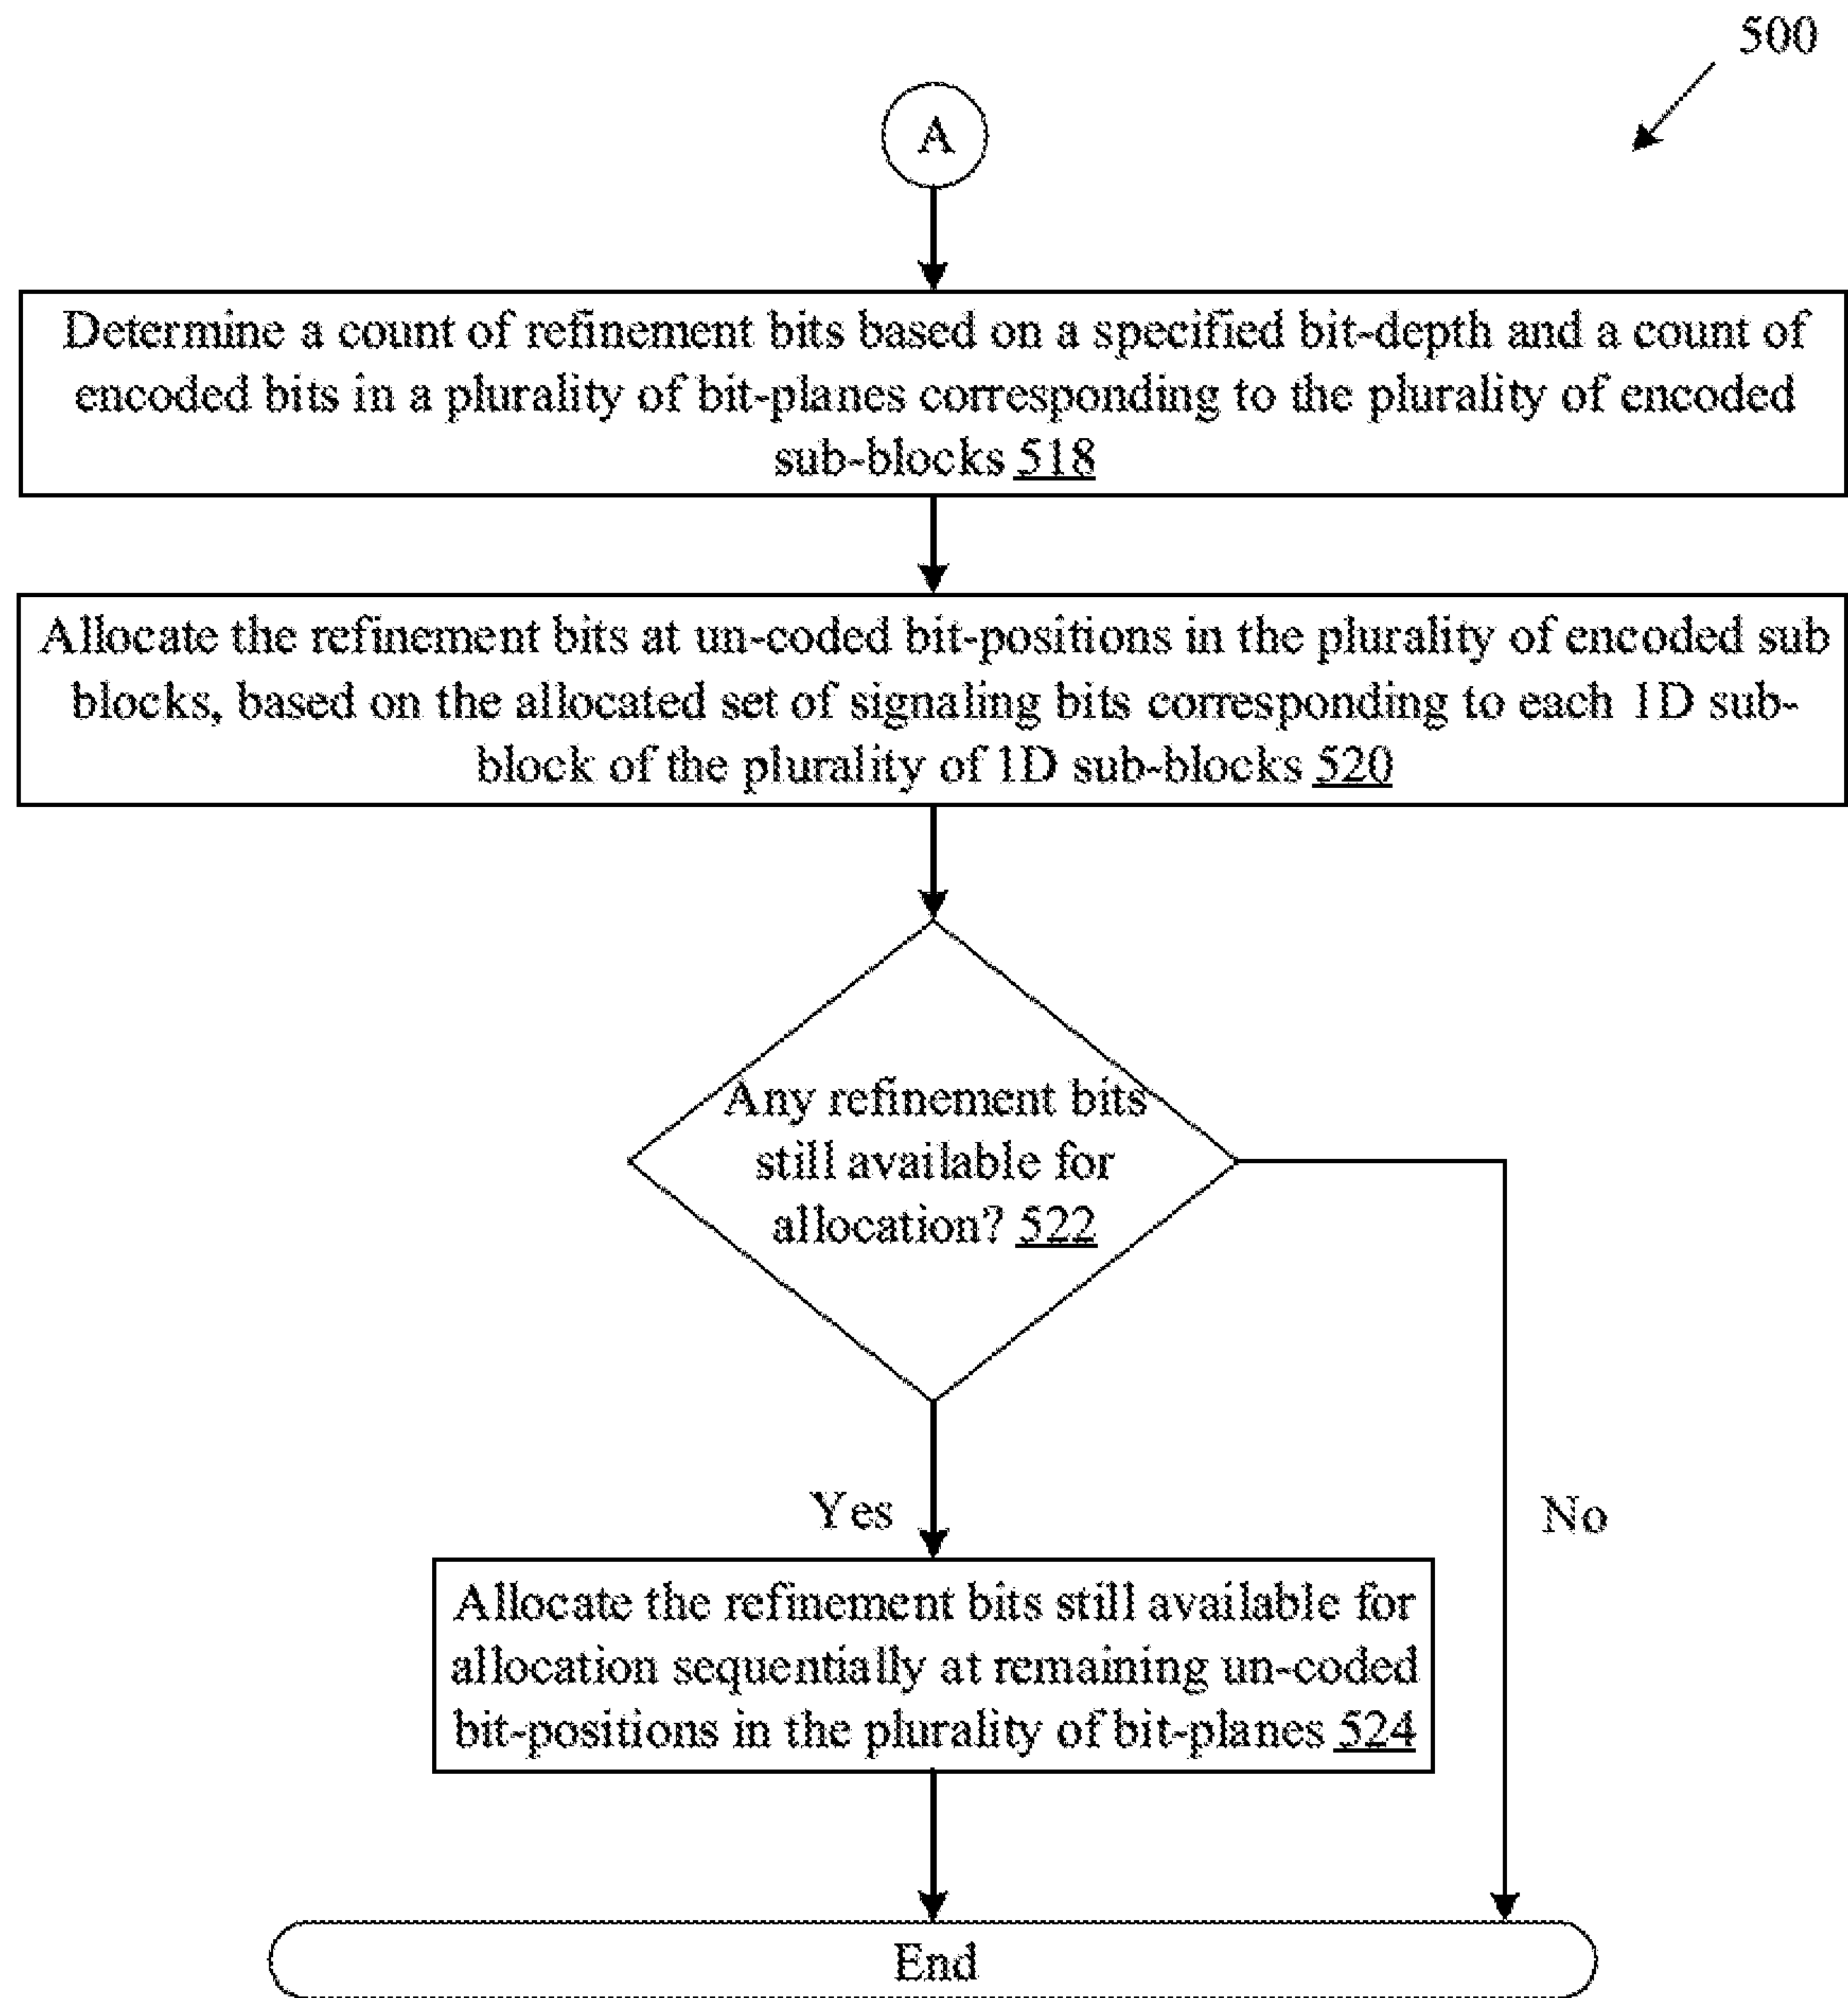 500
A
Determine a count of refinement bits based on a specified bit-depth and a count of
encoded bits in a plurality of bit-planes corresponding to the plurality of encoded
sub-blocks 518
Allocate the refinement bits at un-coded bit-positions in the plurality of encoded sub
blocks, based on the allocated set of signaling bits corresponding to each 1D sub-
block of the plurality of 1D sub-blocks 520
Any refinement bits
still available for
allocation? 522
Yes
No
Allocate the refinement bits still available for
allocation sequentially at remaining un-coded
bit-positions in the plurality of bit-planes 524
End